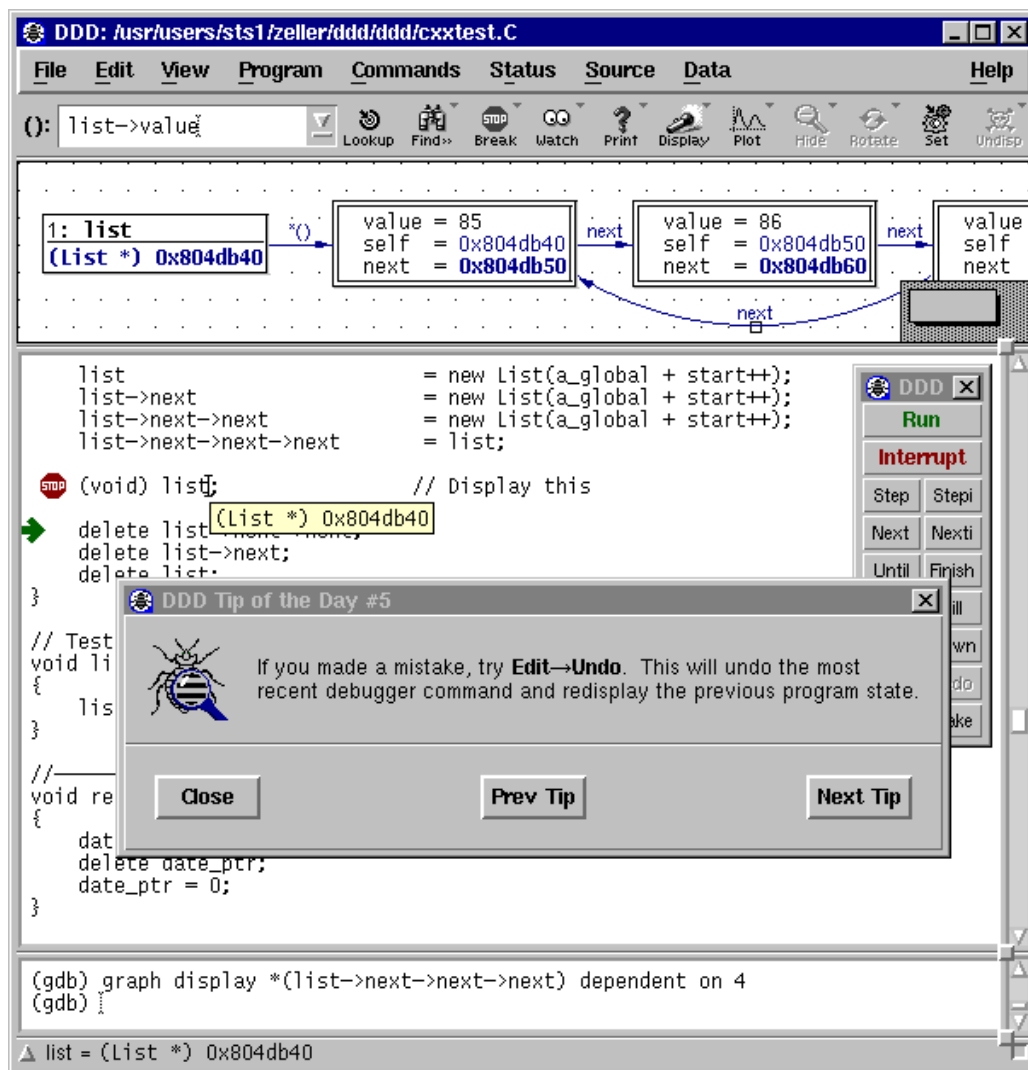 DDD: /usr/users/sts1/zeller/ddd/ddd/cxxtest.C
File Edit View Program Commands Status Source Data Help
(): list->value
Lookup Find» Break Watch Print Display Plot Hide Rotate Set Undisp
STOP
1: list
(List *) 0x804db40
*()
value = 85
self = 0x804db40
next = 0x804db50
next
value = 86
self = 0x804db50
next = 0x804db60
next
value
self
next
next
list = new List(a_global + start++);
list->next = new List(a_global + start++);
list->next->next = new List(a_global + start++);
list->next->next->next = list;
STOP (void) list; // Display this
(List *) 0x804db40
delete list->next->next;
delete list->next;
delete list;
}
// Test
void li
{
lis
}
//
void re
{
dat
delete date_ptr;
date_ptr = 0;
}
DDD
Run
Interrupt
Step Stepi
Next Nexti
Until Finish
ill
wn
do
ake
DDD Tip of the Day #5
If you made a mistake, try Edit→Undo. This will undo the most
recent debugger command and redisplay the previous program state.
Close Prev Tip Next Tip
(gdb) graph display *(list->next->next->next) dependent on 4
(gdb)
list = (List *) 0x804db40